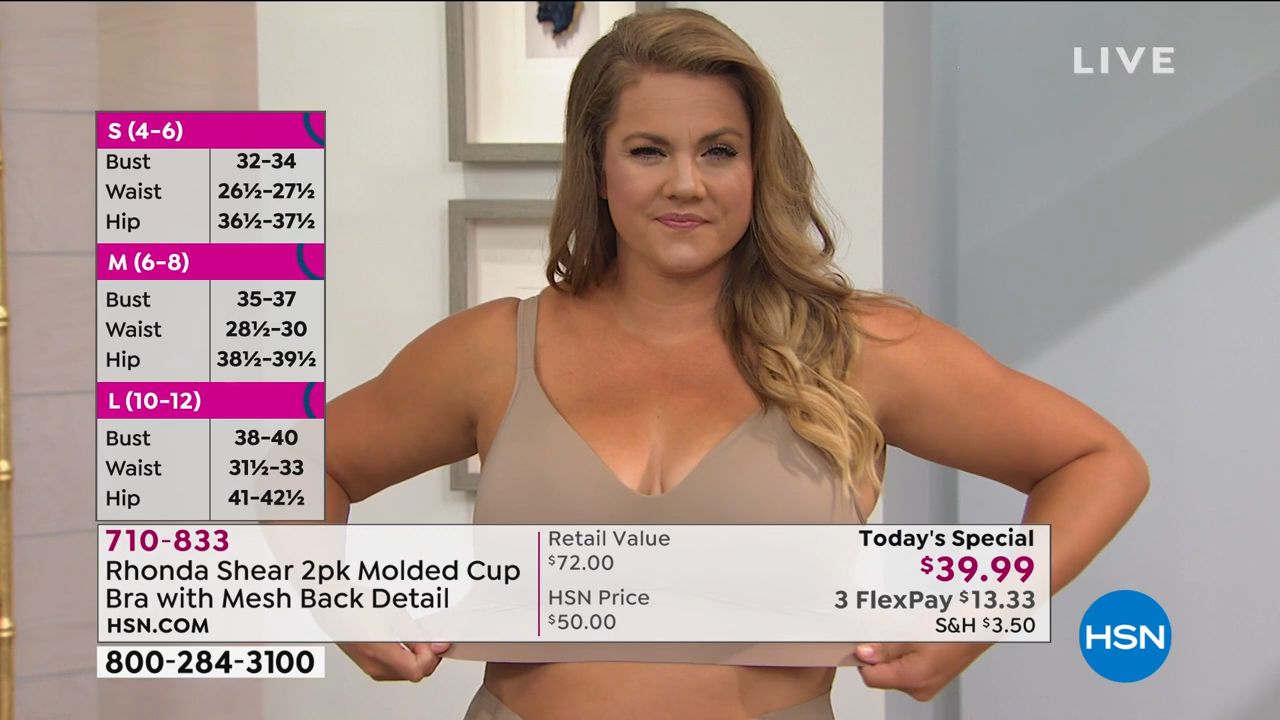 LIVE
S (4-6)
Bust 32-34
Waist 26½-27½
Hip 36½-37½
M (6-8)
Bust 35-37
Waist 28½-30
Hip 38½-39½
L (10-12)
Bust 38-40
Waist 31½-33
Hip 41-42½
710-833
Rhonda Shear 2pk Molded Cup
Bra with Mesh Back Detail
HSN.COM
Retail Value
$72.00
HSN Price
$50.00
Today's Special
$39.99
3 FlexPay $13.33
S&H $3.50
HSN
800-284-3100